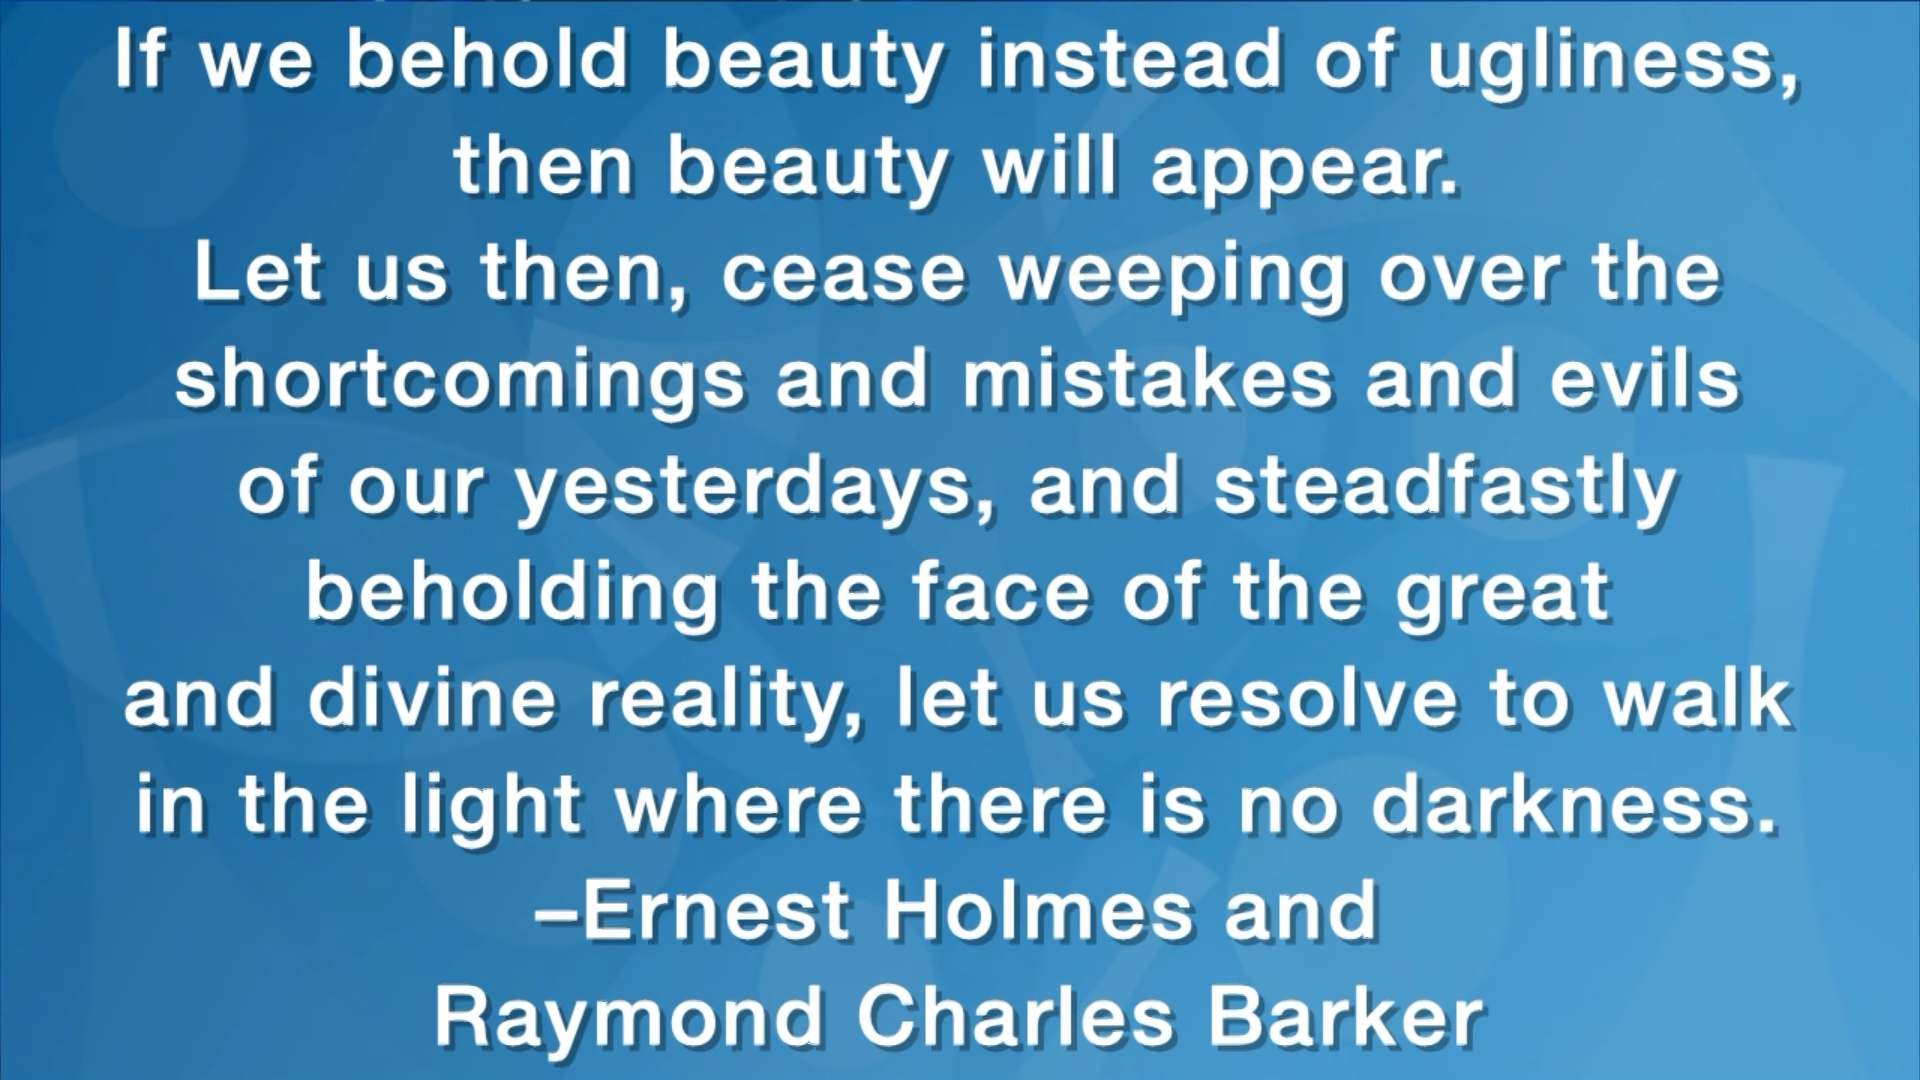 If we behold beauty instead of ugliness,
then beauty will appear.
Let us then, cease weeping over the
shortcomings and mistakes and evils
of our yesterdays, and steadfastly
beholding the face of the great
and divine reality, let us resolve to walk
in the light where there is no darkness.
–Ernest Holmes and
Raymond Charles Barker